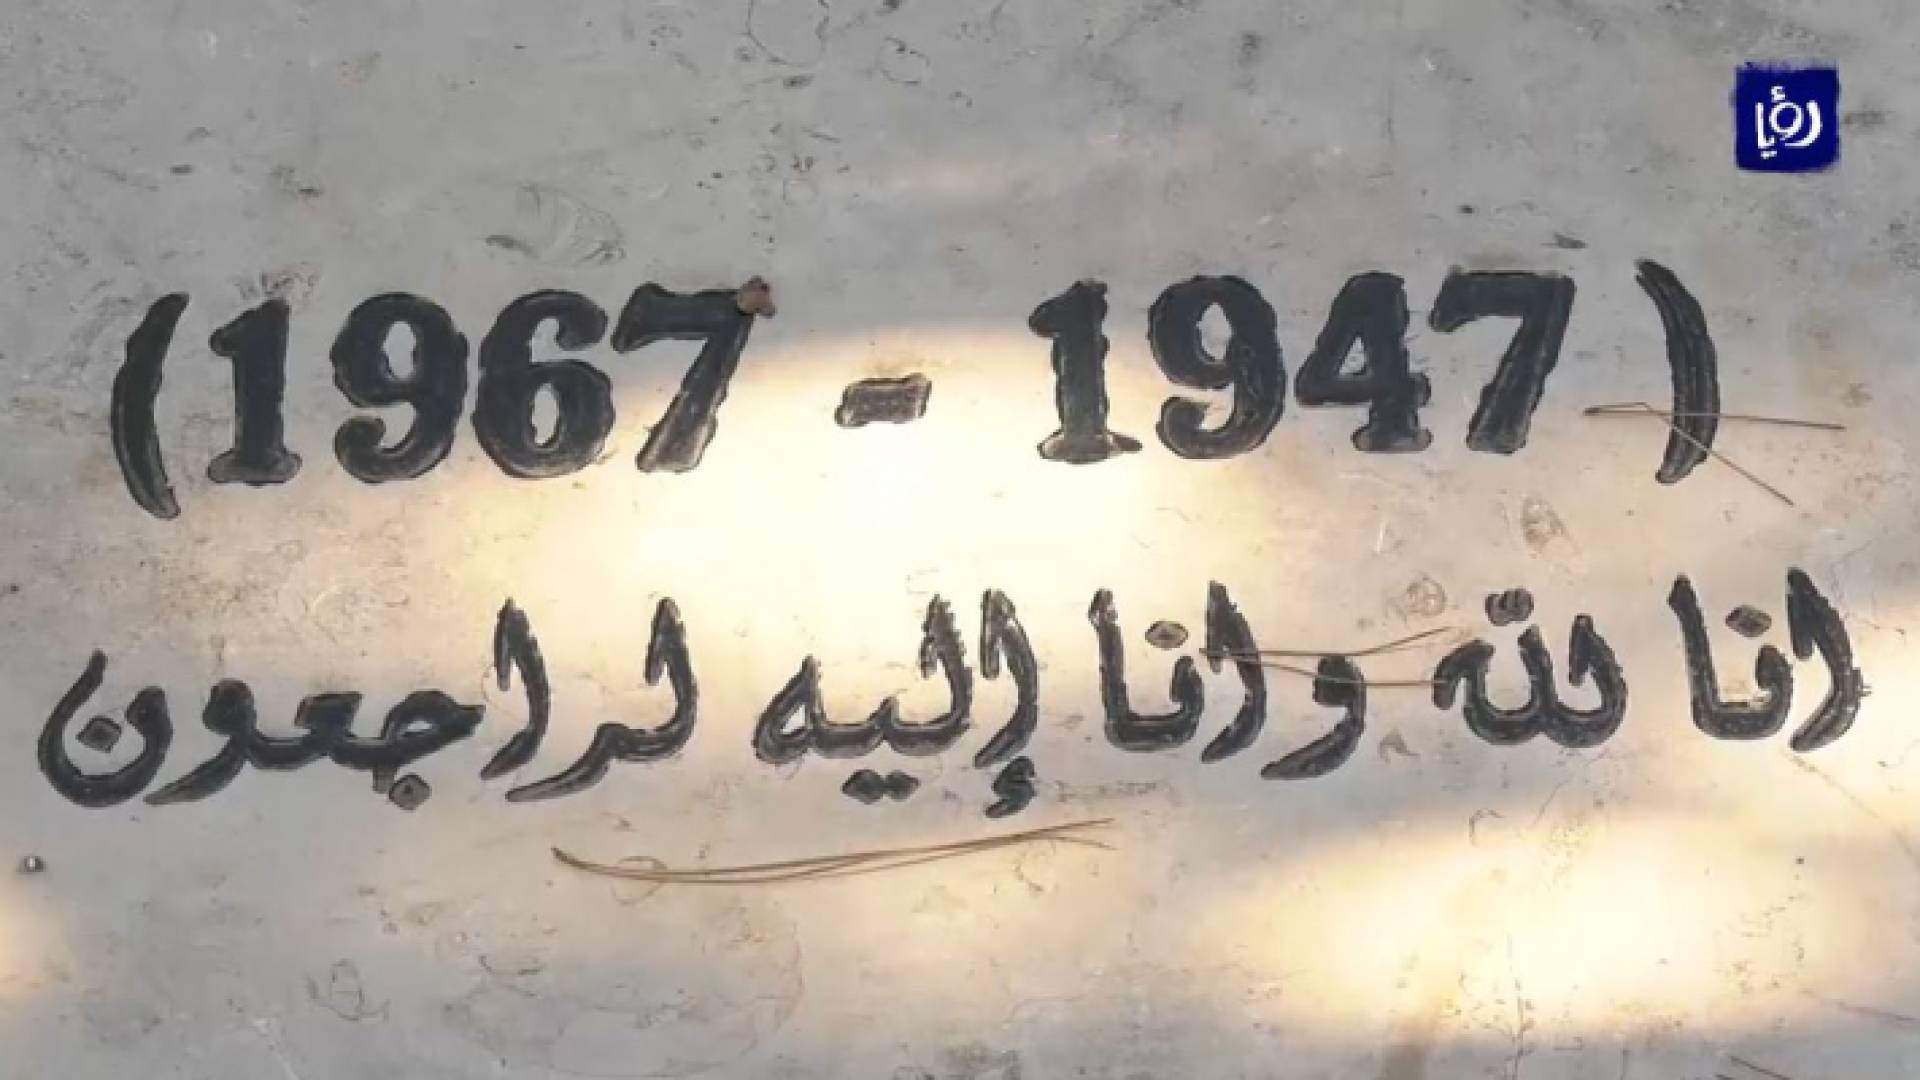 رؤيا
(1967 - 1947)
انا لله وانا إليه لراجعون